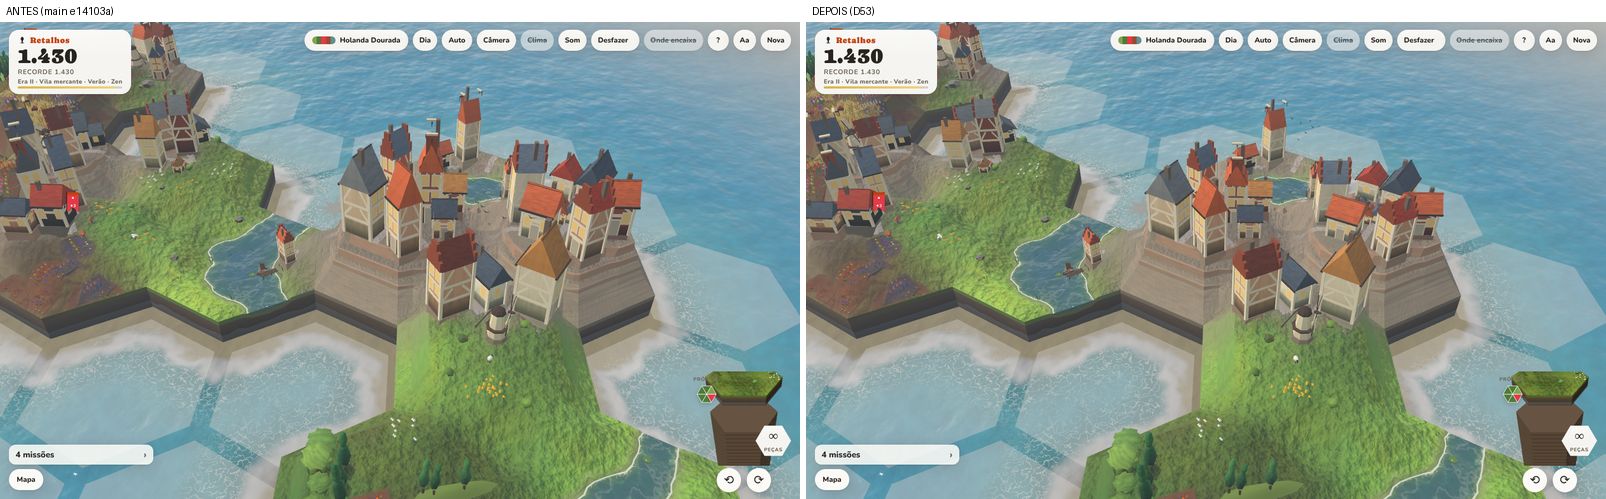 ANTES (main e14103a)
Retalhos
1.430
RECORDE 1.430
Era II · Vila mercante · Verão · Zen
Holanda Dourada
Dia
Auto
Câmera
Clima
Som
Desfazer
Onde encaixa
?
Aa
Nova
4 missões ›
Mapa
PRÓ
∞
PEÇAS
DEPOIS (D53)
Retalhos
1.430
RECORDE 1.430
Era II · Vila mercante · Verão · Zen
Holanda Dourada
Dia
Auto
Câmera
Clima
Som
Desfazer
Onde encaixa
?
Aa
Nova
4 missões ›
Mapa
PRÓ
∞
PEÇAS